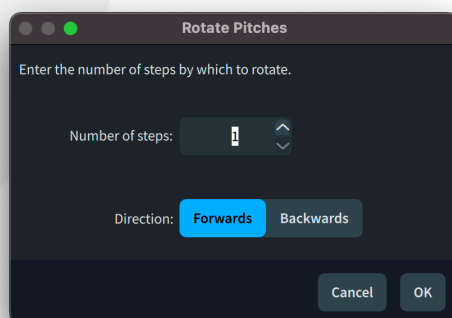 Rotate Pitches
Enter the number of steps by which to rotate.
Number of steps: 1
Direction: Forwards Backwards
Cancel OK